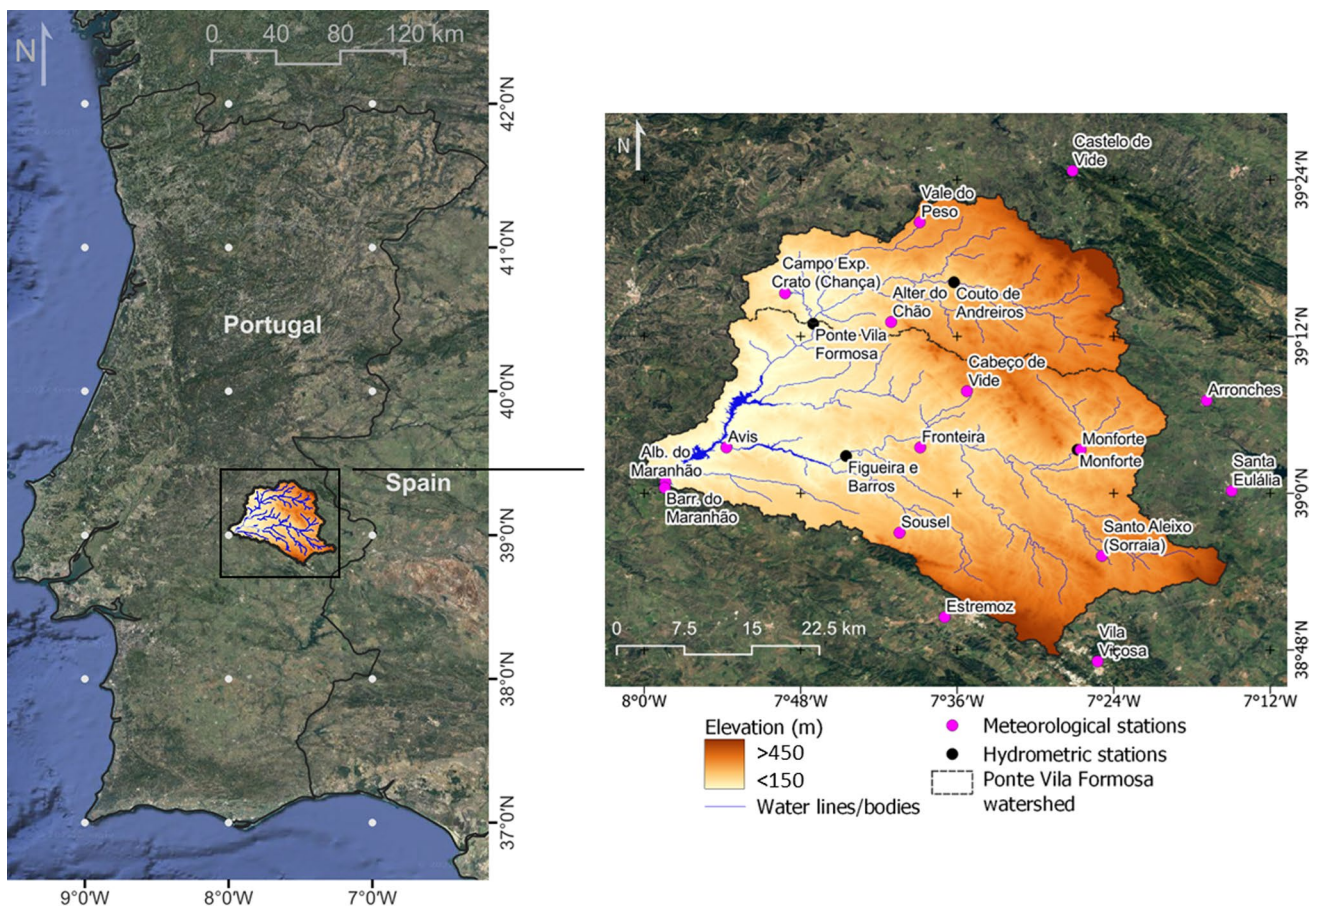 N
0 40 80 120 km
42°0'N
41°0'N
Portugal
40°0'N
Spain
39°0'N
38°0'N
37°0'N
9°0'W 8°0'W 7°0'W
N
Castelo de
Vide
39°24'N
Vale do
Peso
Campo Exp.
Crato (Chança)
Alter do
Chão
Couto de
Andreiros
39°12'N
Ponte Vila
Formosa
Cabeço de
Vide
Arronches
Avis
Fronteira
Monforte
Monforte
Alb. do
Maranhão
Figueira e
Barros
Santa
Eulália
39°0'N
Barr. do
Maranhão
Sousel
Santo Aleixo
(Sorraia)
Estremoz
Vila
Viçosa
0 7.5 15 22.5 km
38°48'N
8°0'W 7°48'W 7°36'W 7°24'W 7°12'W
Elevation (m)
>450
<150
Water lines/bodies
Meteorological stations
Hydrometric stations
Ponte Vila Formosa
watershed